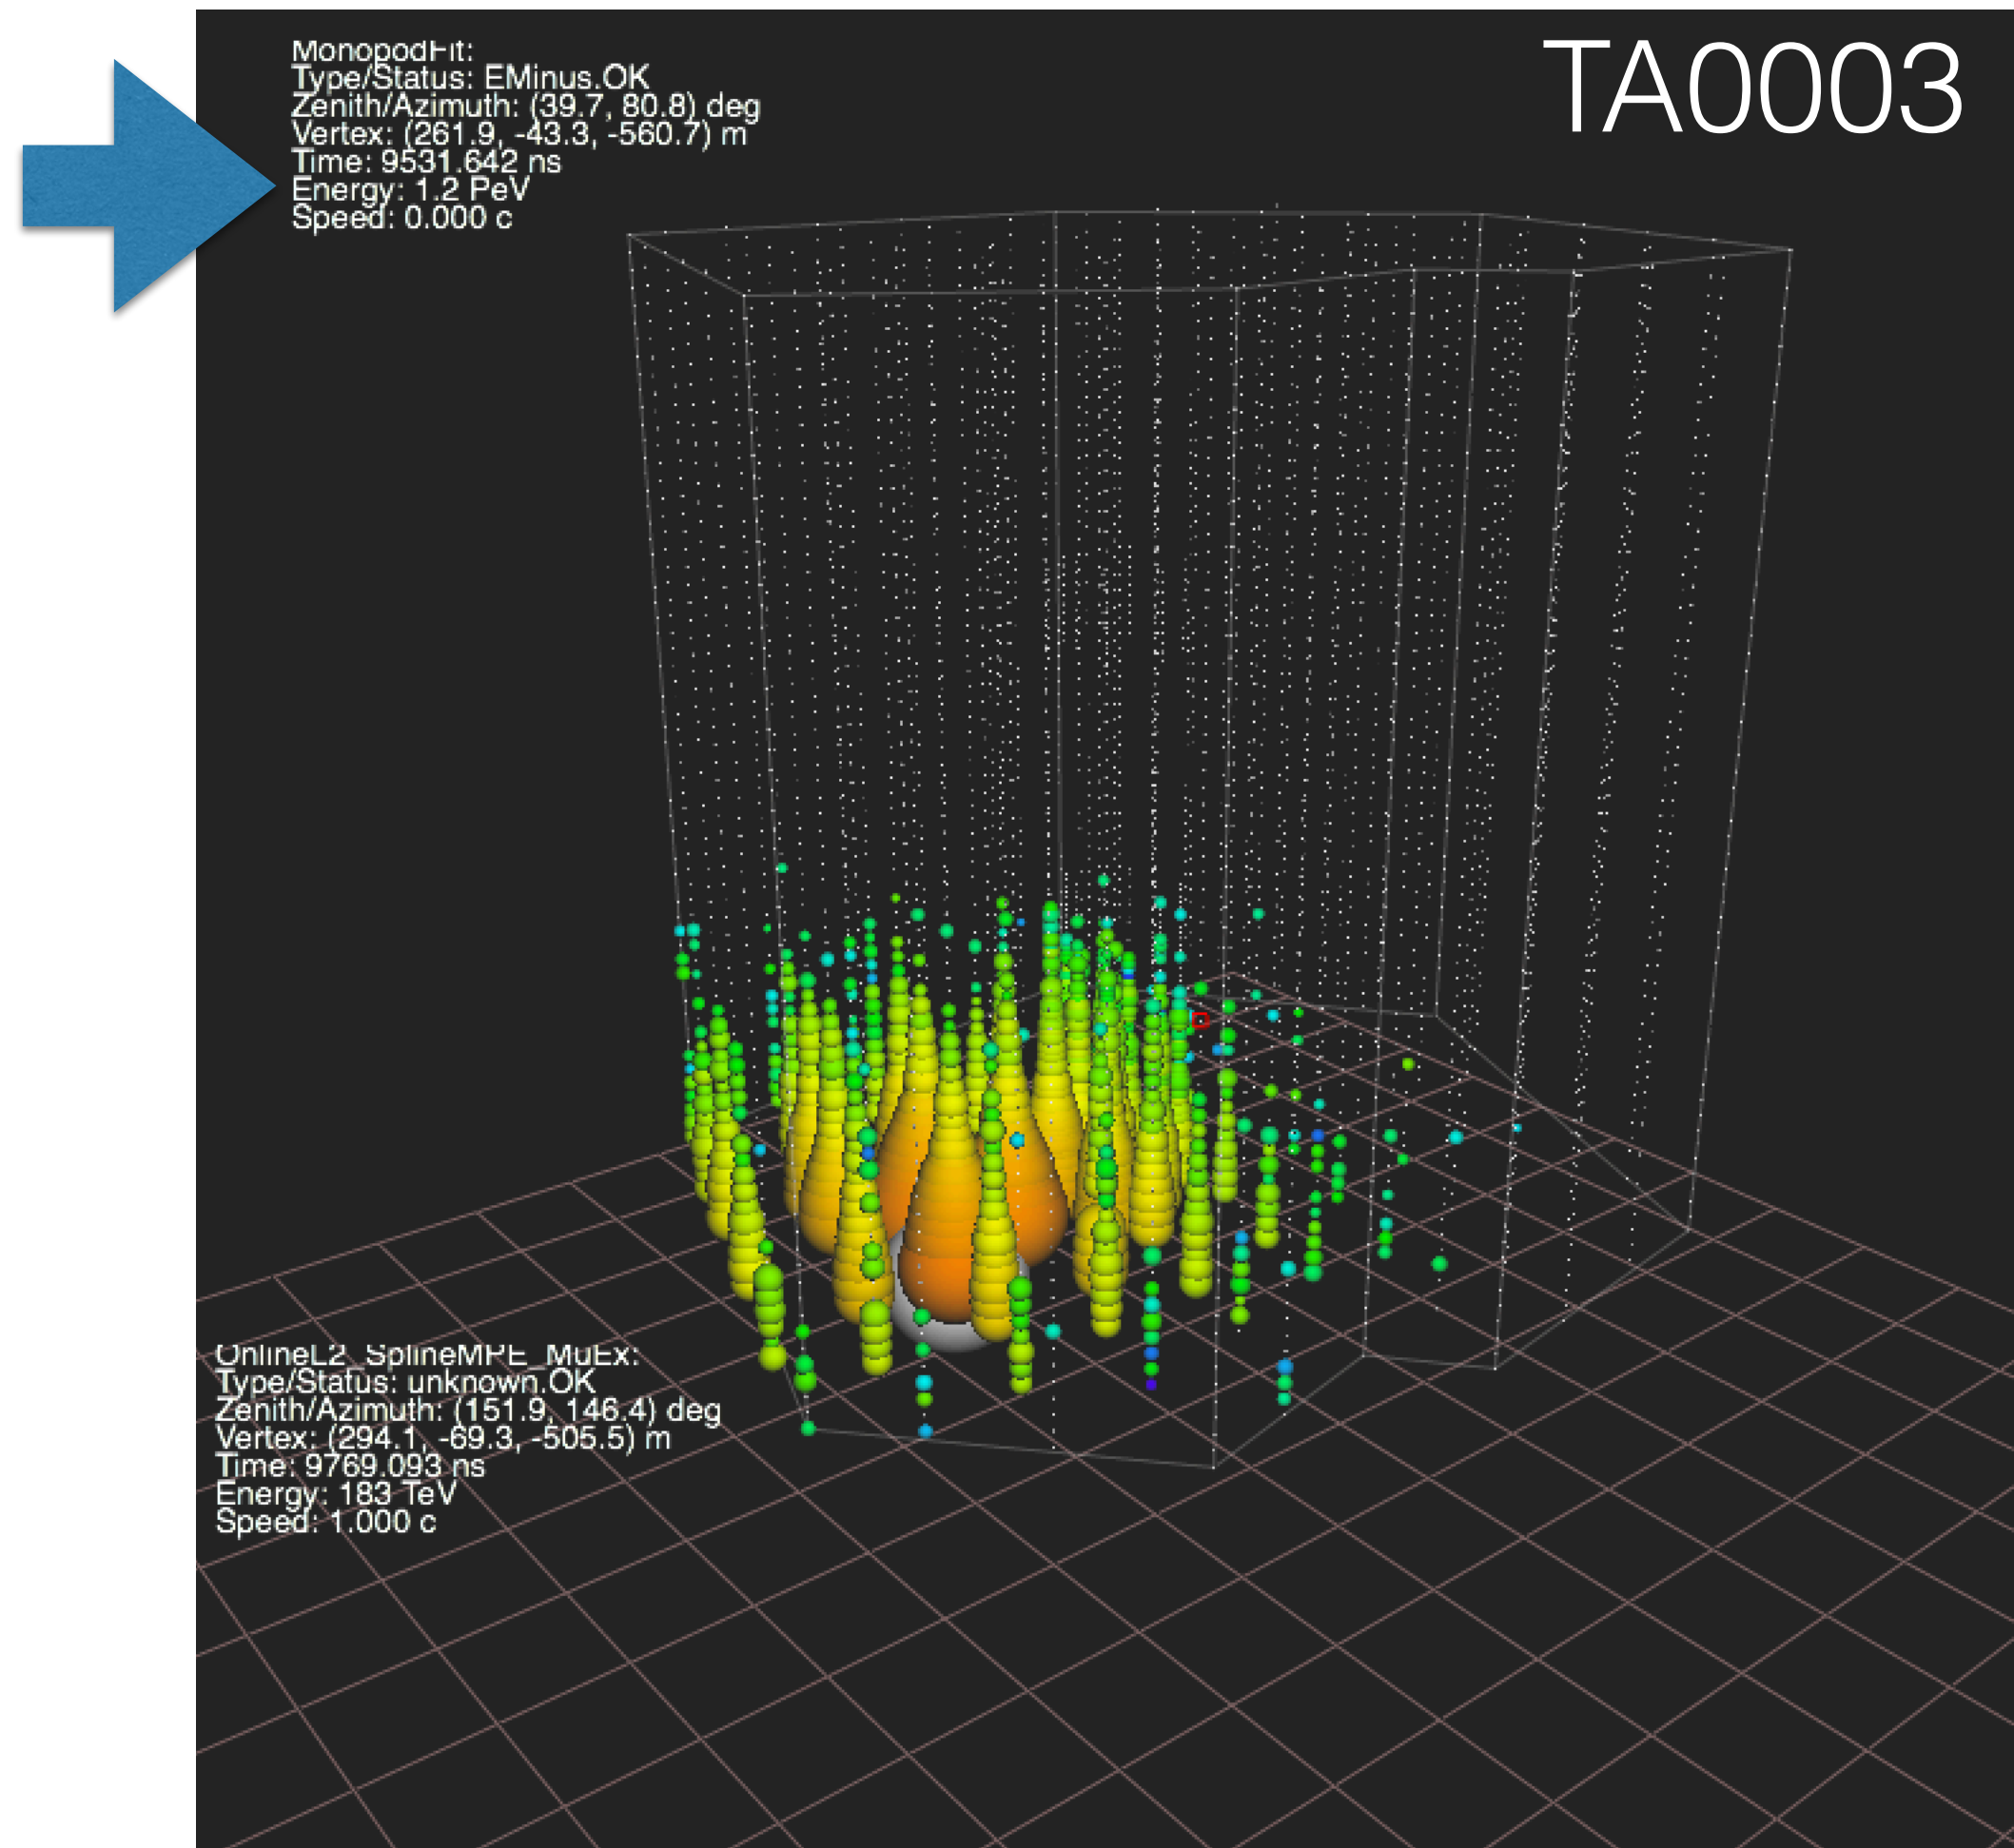 MonopodFit:
Type/Status: EMinus.OK
Zenith/Azimuth: (39.7, 80.8) deg
Vertex: (261.9, -43.3, -560.7) m
Time: 9531.642 ns
Energy: 1.2 PeV
Speed: 0.000 c
TA0003
OnlineL2_SplineMPE_MuEx:
Type/Status: unknown.OK
Zenith/Azimuth: (151.9, 146.4) deg
Vertex: (294.1, -69.3, -505.5) m
Time: 9769.093 ns
Energy: 183 TeV
Speed: 1.000 c